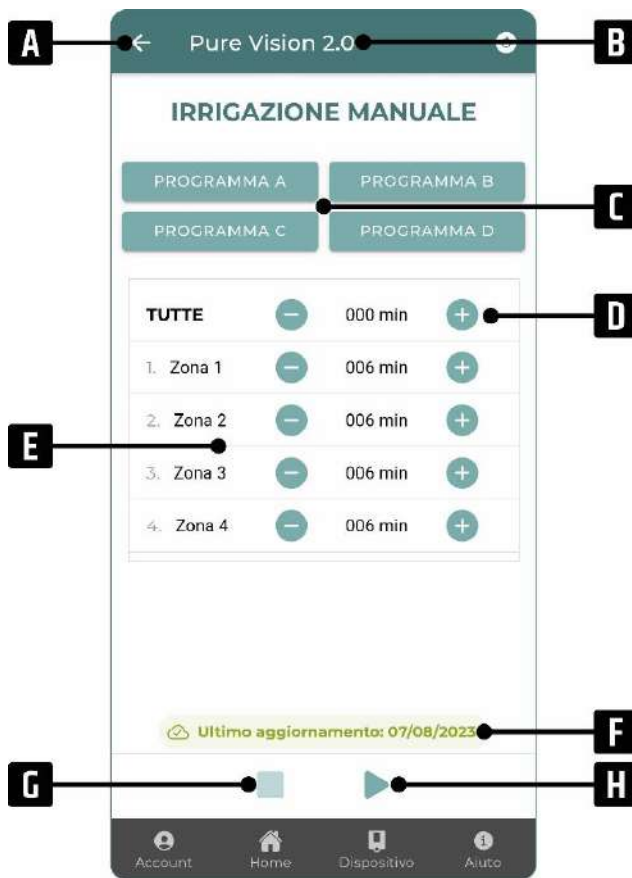 A
Pure Vision 2.0
B
IRRIGAZIONE MANUALE
PROGRAMMA A PROGRAMMA B
C
PROGRAMMA C PROGRAMMA D
TUTTE 000 min
D
1. Zona 1 006 min
2. Zona 2 006 min
E
3. Zona 3 006 min
4. Zona 4 006 min
Ultimo aggiornamento: 07/08/2023
F
G
H
Account Home Dispositivo Aiuto